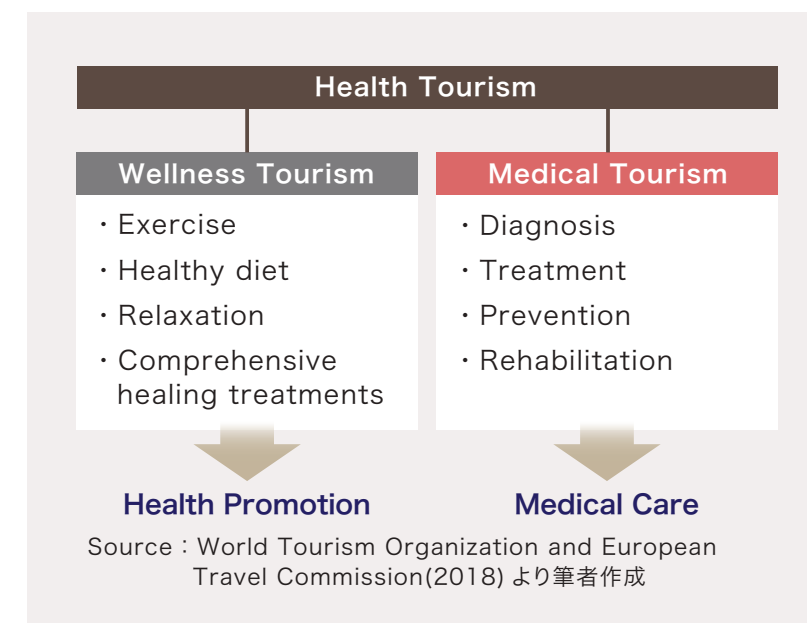 Health Tourism
Wellness Tourism
・Exercise
・Healthy diet
・Relaxation
・Comprehensive
healing treatments
Health Promotion
Medical Tourism
・Diagnosis
・Treatment
・Prevention
・Rehabilitation
Medical Care
Source：World Tourism Organization and European
Travel Commission(2018) より筆者作成